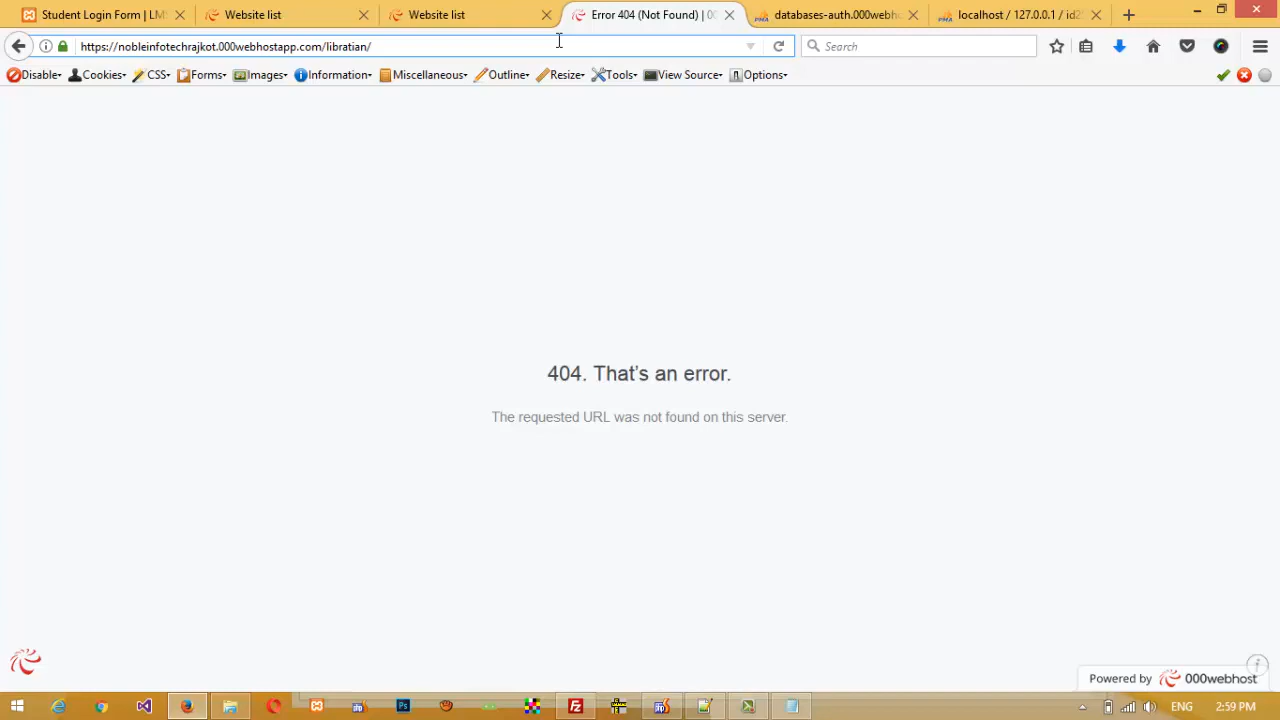 Student Login Form | LMS
Website list
Website list
Error 404 (Not Found) | 0
databases-auth.000webh
localhost / 127.0.0.1 / id2
https://nobleinfotechrajkot.000webhostapp.com/libratian/
Search
Disable
Cookies
CSS
Forms
Images
Information
Miscellaneous
Outline
Resize
Tools
View Source
Options
404. That's an error.
The requested URL was not found on this server.
Powered by 000webhost
ENG
2:59 PM